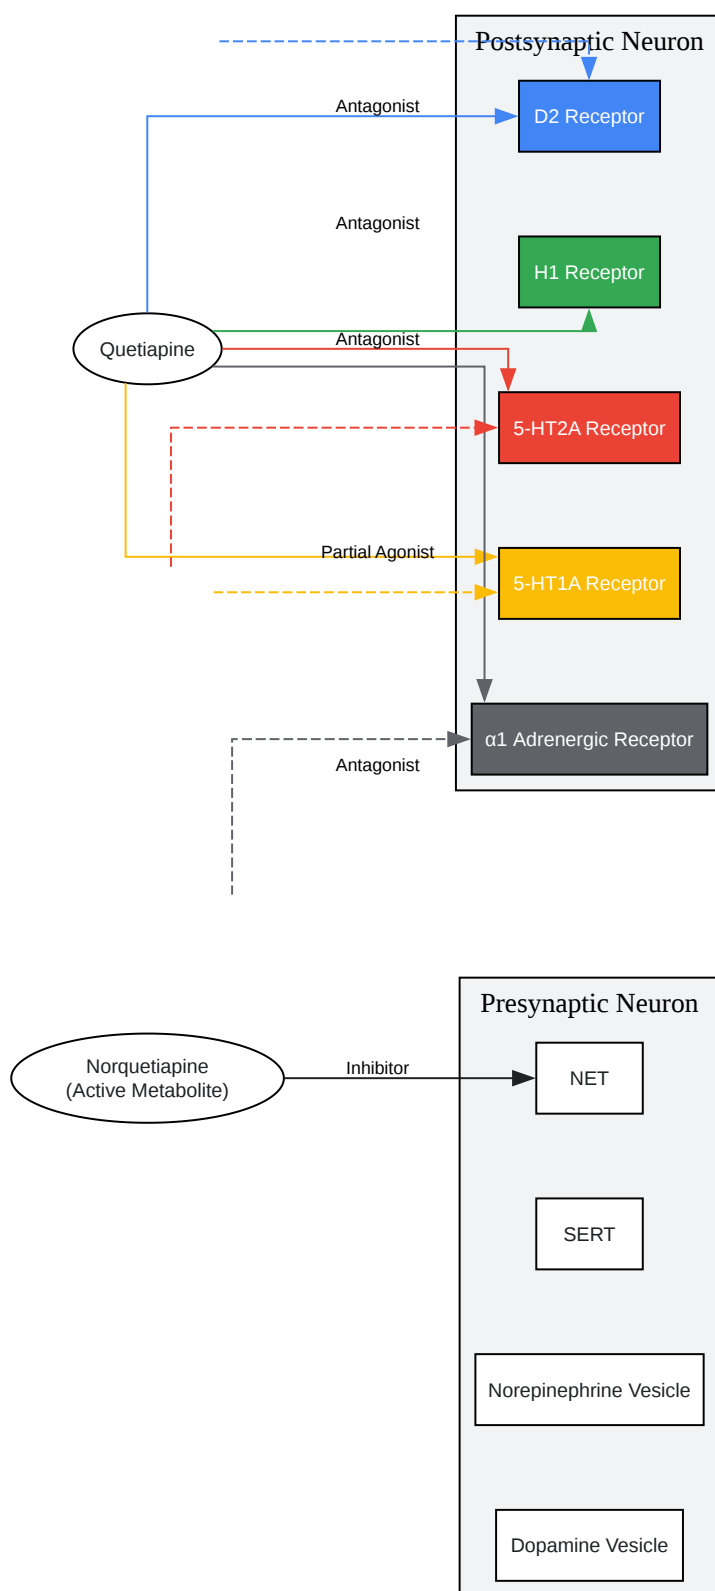 Postsynaptic Neuron
Antagonist
D2 Receptor
Antagonist
H1 Receptor
Antagonist
Quetiapine
5-HT2A Receptor
Partial Agonist
5-HT1A Receptor
α1 Adrenergic Receptor
Antagonist
Presynaptic Neuron
Norquetiapine
(Active Metabolite)
Inhibitor
NET
SERT
Norepinephrine Vesicle
Dopamine Vesicle